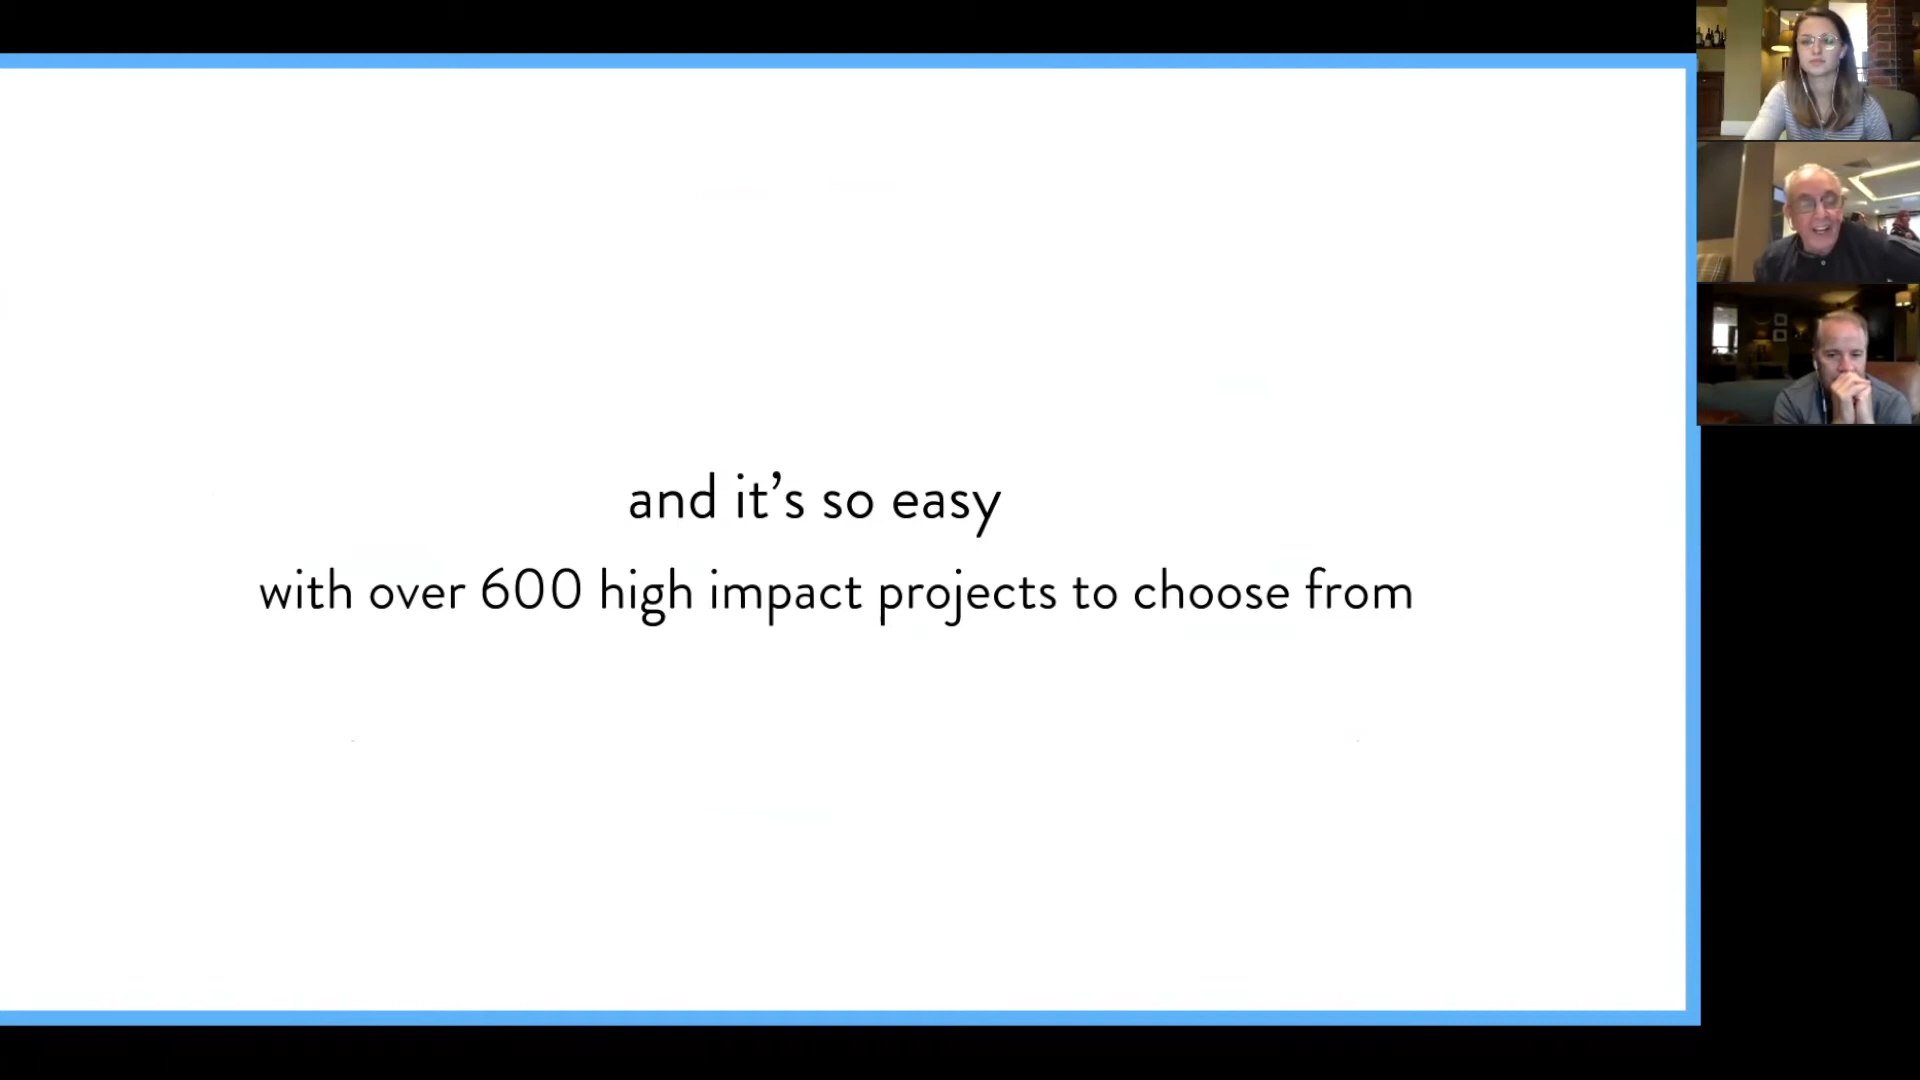 and it’s so easy
with over 600 high impact projects to choose from